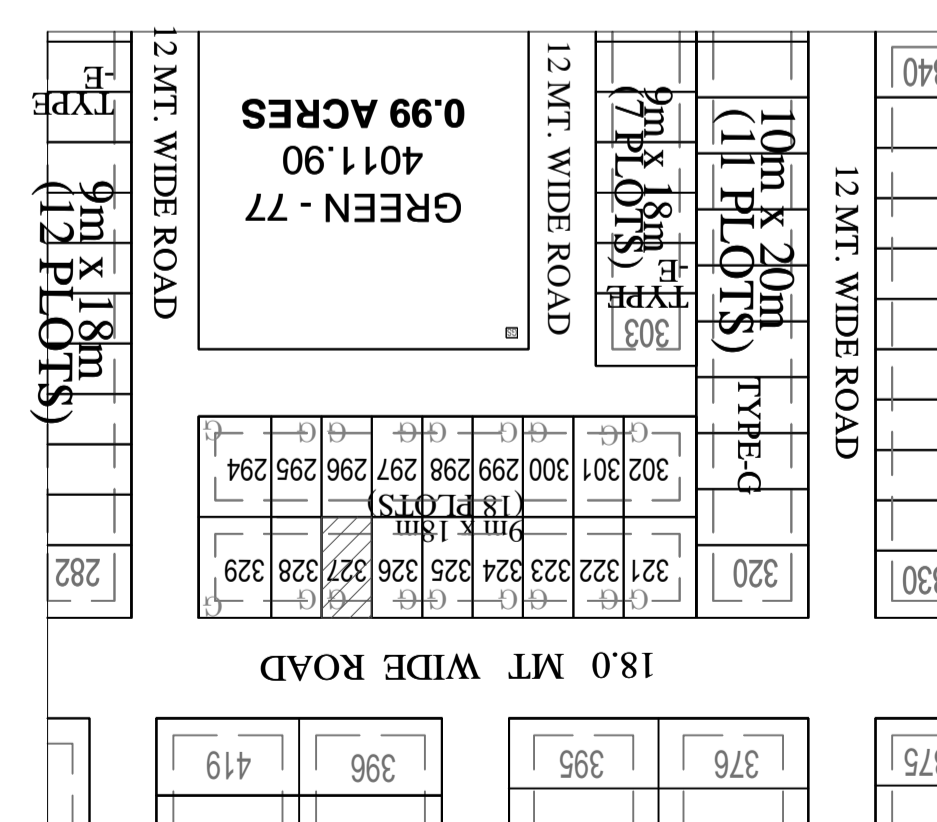 12 MT. WIDE ROAD
TYPE
-E
9m x 18m
(12 PLOTS)
282
GREEN - 77
4011.90
0.99 ACRES
12 MT. WIDE ROAD
9m x 18m
(7 PLOTS)
TYPE
-E
303
10m x 20m
(11 PLOTS)
TYPE-G
320
12 MT. WIDE ROAD
340
330
G G G G G G G G G
294 295 296 297 298 299 300 301 302
9m x 18m
(18 PLOTS)
329 328 327 326 325 324 323 322 321
G G G G G G G G G
18.0 MT WIDE ROAD
419
396
395
376
375